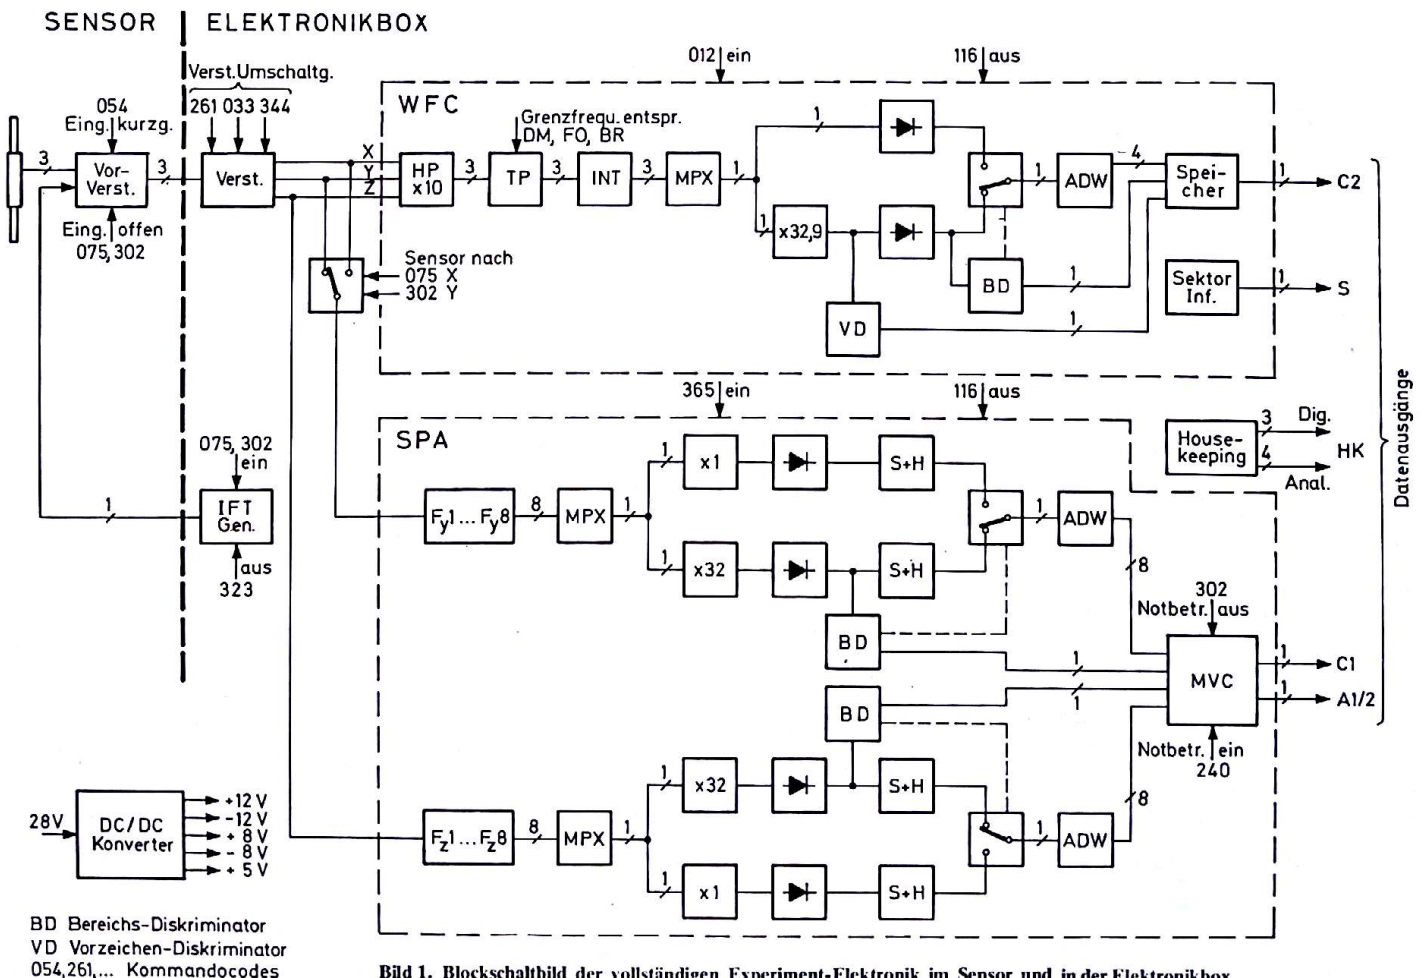 SENSOR
ELEKTRONIKBOX
Verst.Umschaltg.
261 033 344
054
Eing. kurzg.
3
Vor-
Verst.
3
Eing. offen
075, 302
Verst.
X
Y
Z
Sensor nach
075 X
302 Y
012 ein
116 aus
WFC
Grenzfrequ. entspr.
DM, FO, BR
HP
x10
3
TP
3
INT
3
MPX
1
1
1
x32,9
VD
BD
1
ADW
4
Spei-
cher
1
C2
1
1
Sektor
Inf.
1
S
365 ein
116 aus
SPA
Fy1...Fy8
8
MPX
1
1
x1
S+H
1
x32
S+H
1
ADW
8
BD
1
1
BD
House-
keeping
3
Dig.
4
Anal.
HK
Datenausgänge
302
Notbetr. aus
MVC
1
C1
1
A1/2
Notbetr. ein
240
075, 302
ein
IFT
Gen.
1
aus
323
Fz1...Fz8
8
MPX
1
1
x32
S+H
1
x1
S+H
1
ADW
8
28V
DC/DC
Konverter
+12 V
-12 V
+ 8 V
- 8 V
+ 5 V
BD Bereichs-Diskriminator
VD Vorzeichen-Diskriminator
054,261,... Kommandocodes
Bild 1. Blockschaltbild der vollständigen Experiment-Elektronik im Sensor und in der Elektronikbox